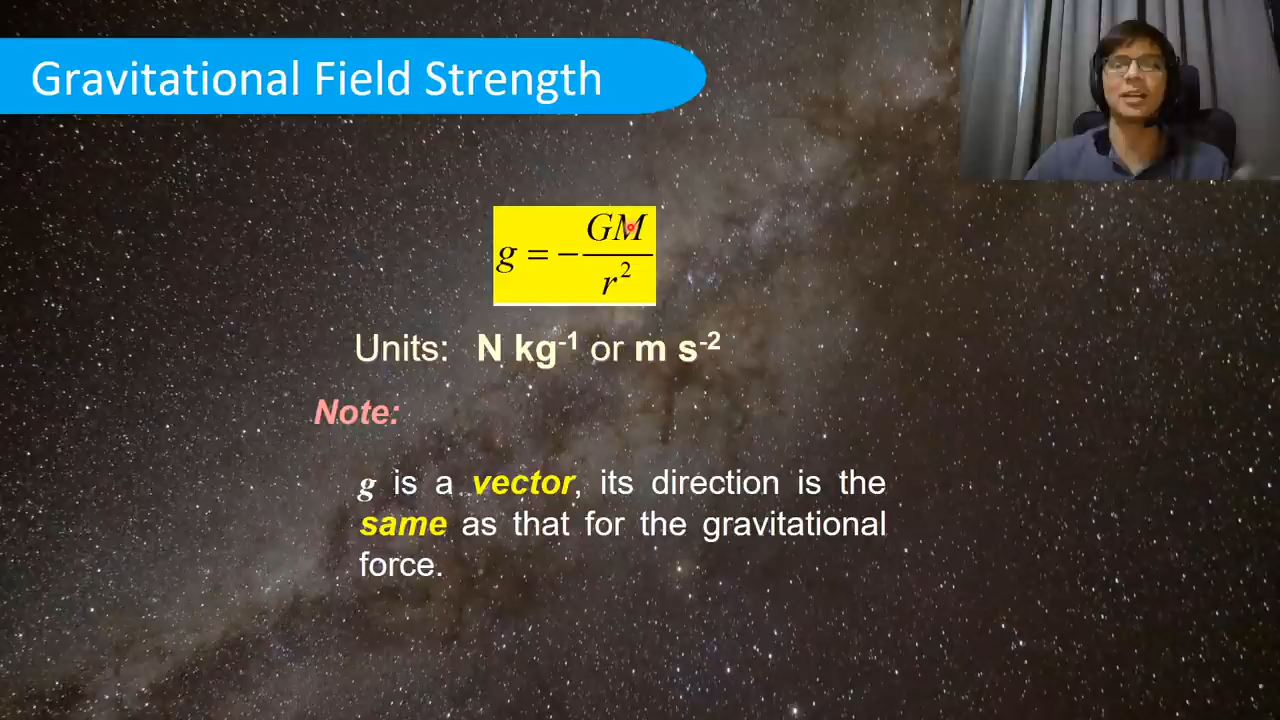 Gravitational Field Strength
g = −GM/r²
Units: N kg⁻¹ or m s⁻²
Note:
g is a vector, its direction is the
same as that for the gravitational
force.